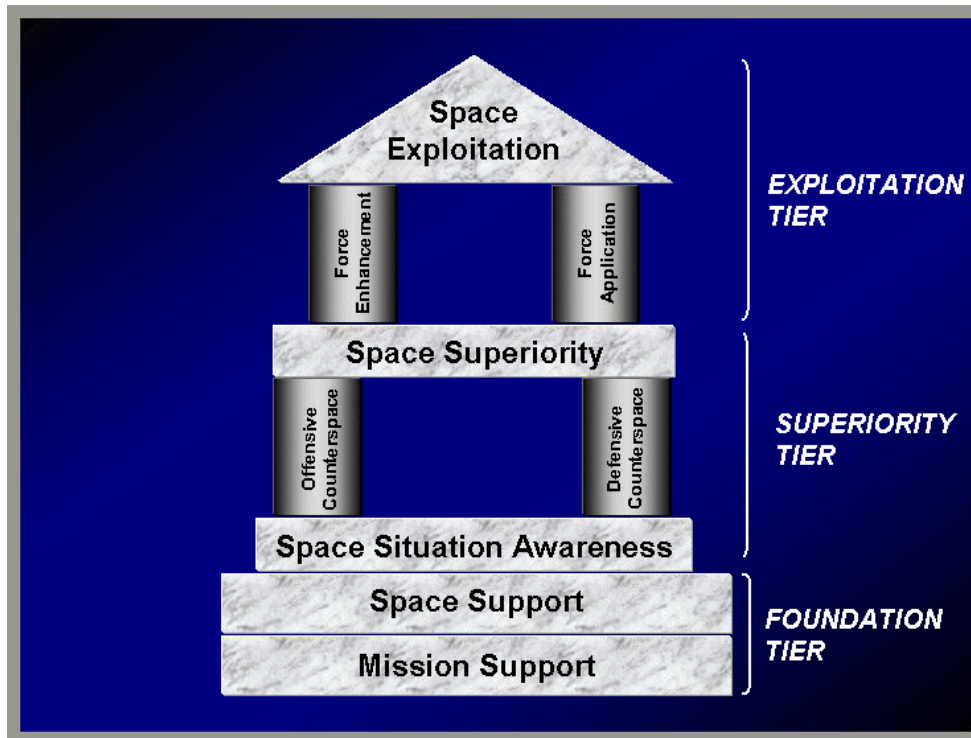 Space
Exploitation
EXPLOITATION
TIER
Force
Enhancement
Force
Application
Space Superiority
SUPERIORITY
TIER
Offensive
Counterspace
Defensive
Counterspace
Space Situation Awareness
Space Support
FOUNDATION
TIER
Mission Support